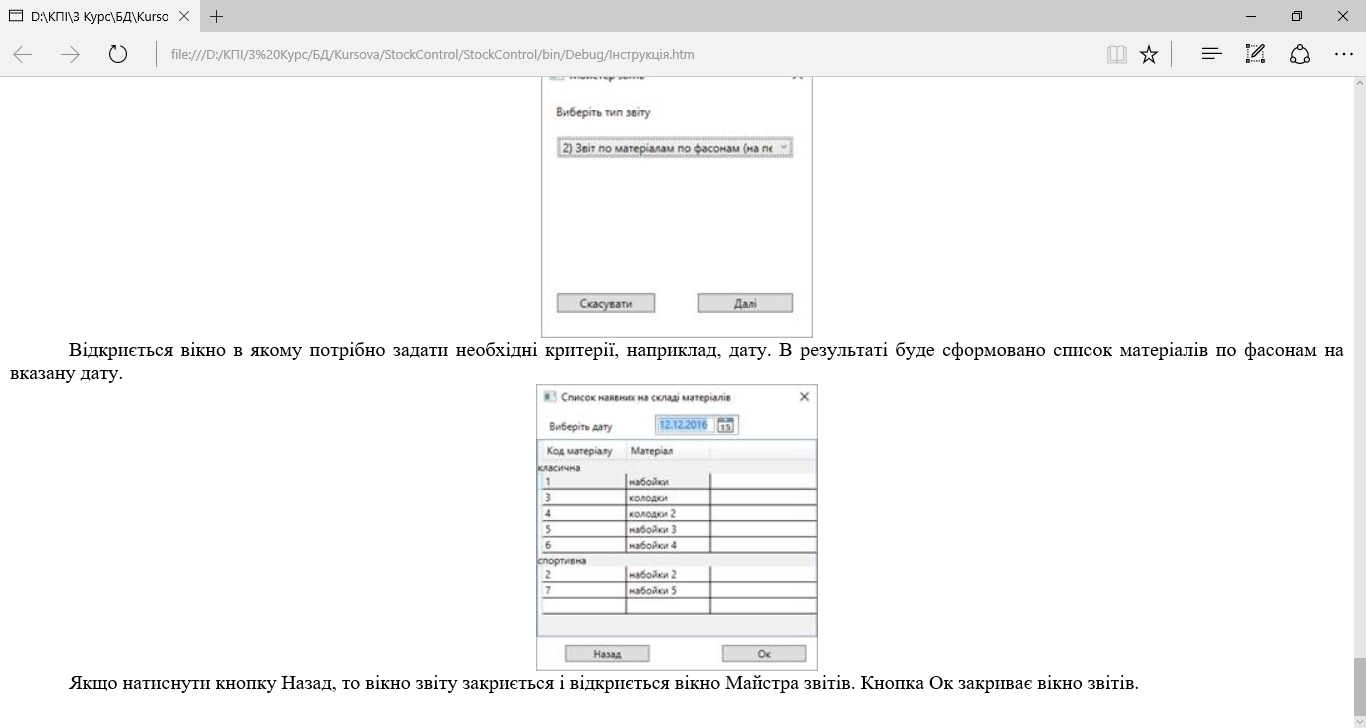 D:\КПІ\3 Курс\БД\Kurso
file:///D:/КПІ/3%20Курс/БД/Kursova/StockControl/StockControl/bin/Debug/Інструкція.htm
Виберіть тип звіту
2) Звіт по матеріалам по фасонам (на пе
Скасувати Далі
Відкриється вікно в якому потрібно задати необхідні критерії, наприклад, дату. В результаті буде сформовано список матеріалів по фасонам на
вказану дату.
Список наявних на складі матеріалів
Виберіть дату 12.12.2016 15
Код матеріалу Матеріал
класична
1 набойки
3 колодки
4 колодки 2
5 набойки 3
6 набойки 4
спортивна
2 набойки 2
7 набойки 5
Назад Ок
Якщо натиснути кнопку Назад, то вікно звіту закриється і відкриється вікно Майстра звітів. Кнопка Ок закриває вікно звітів.